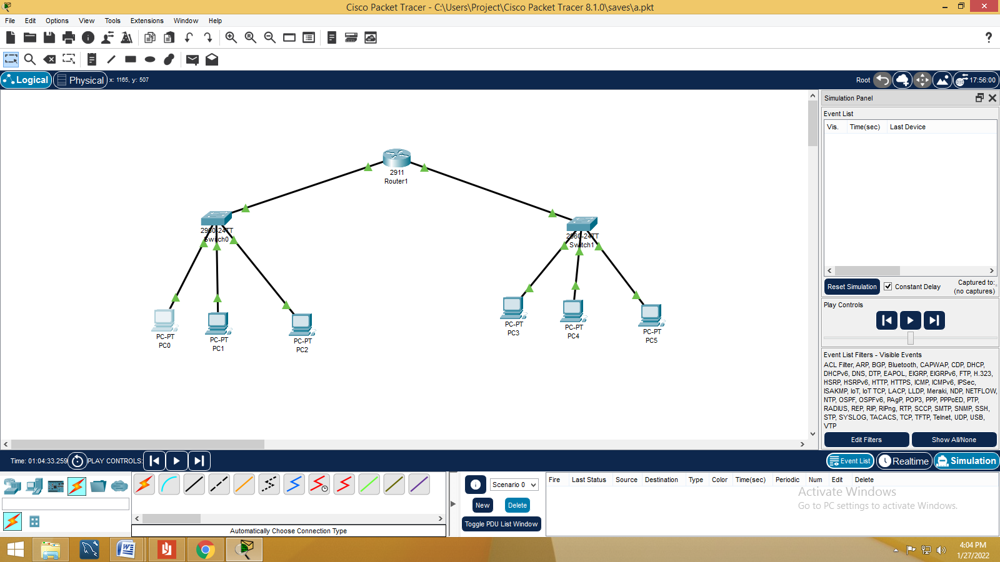 Cisco Packet Tracer - C:\Users\Project\Cisco Packet Tracer 8.1.0\saves\a.pkt
File Edit Options View Tools Extensions Window Help
Logical Physical x: 1165, y: 507
Root 17:56:00
2911
Router1
2960-24TT
Switch0
2960-24TT
Switch1
PC-PT
PC0
PC-PT
PC1
PC-PT
PC2
PC-PT
PC3
PC-PT
PC4
PC-PT
PC5
Simulation Panel
Event List
Vis. Time(sec) Last Device
Reset Simulation Constant Delay Captured to:
(no captures)
Play Controls
Event List Filters - Visible Events
ACL Filter, ARP, BGP, Bluetooth, CAPWAP, CDP, DHCP,
DHCPv6, DNS, DTP, EAPOL, EIGRP, EIGRPv6, FTP, H.323,
HSRP, HSRPv6, HTTP, HTTPS, ICMP, ICMPv6, IPSec,
ISAKMP, IoT, IoT TCP, LACP, LLDP, Meraki, NDP, NETFLOW,
NTP, OSPF, OSPFv6, PAgP, POP3, PPP, PPPoED, PTP,
RADIUS, REP, RIP, RIPng, RTP, SCCP, SMTP, SNMP, SSH,
STP, SYSLOG, TACACS, TCP, TFTP, Telnet, UDP, USB,
VTP
Edit Filters Show All/None
Time: 01:04:33.259 PLAY CONTROLS:
Event List Realtime Simulation
Automatically Choose Connection Type
Scenario 0
New Delete
Toggle PDU List Window
Fire Last Status Source Destination Type Color Time(sec) Periodic Num Edit Delete
Activate Windows
Go to PC settings to activate Windows.
4:04 PM
1/27/2022